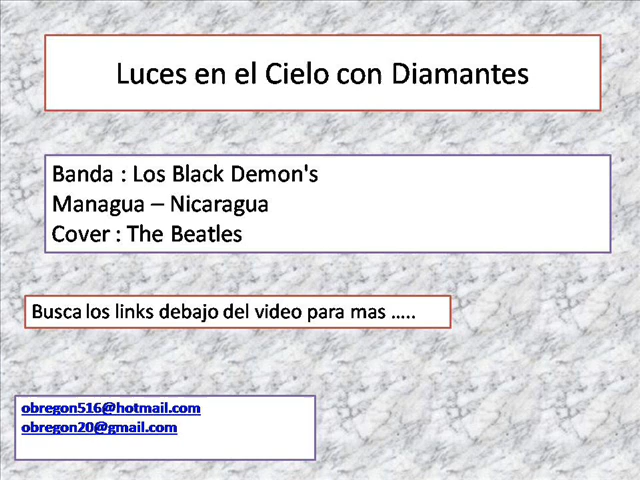 Luces en el Cielo con Diamantes
Banda : Los Black Demon's
Managua – Nicaragua
Cover : The Beatles
Busca los links debajo del video para mas .....
obregon516@hotmail.com
obregon20@gmail.com